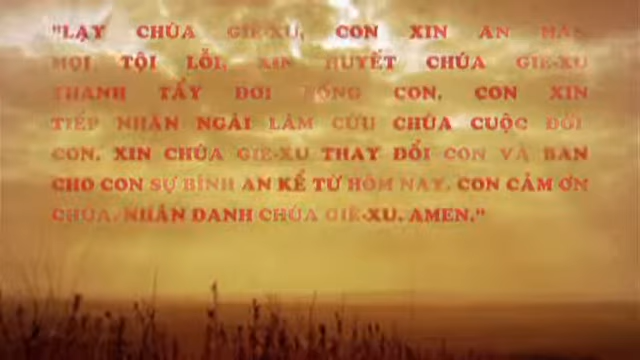 "LẠY CHÚA GIÊ-XU, CON XIN ĂN NĂN
MỌI TỘI LỖI, XIN HUYẾT CHÚA GIÊ-XU
THANH TẨY ĐỜI SỐNG CON. CON XIN
TIẾP NHẬN NGÀI LÀM CỨU CHÚA CUỘC ĐỜI
CON. XIN CHÚA GIÊ-XU THAY ĐỔI CON VÀ BAN
CHO CON SỰ BÌNH AN KỂ TỪ HÔM NAY. CON CẢM ƠN
CHÚA. NHÂN DANH CHÚA GIÊ-XU. AMEN."